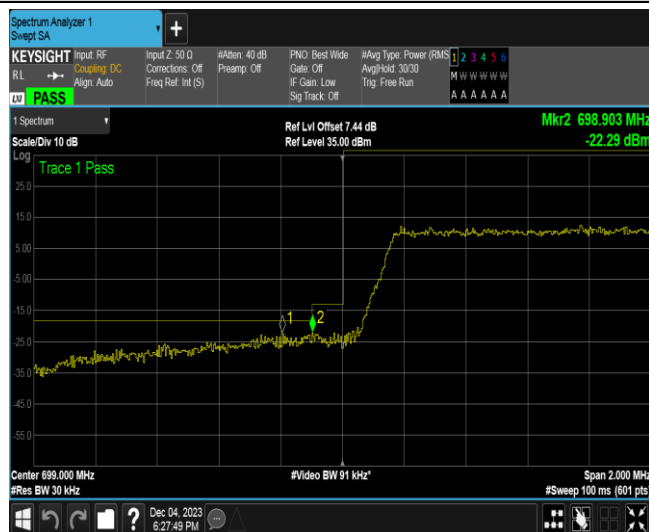 Spectrum Analyzer 1
Swept SA
+
KEYSIGHT Input: RF Input Z: 50 Ω #Atten: 40 dB PNO: Best Wide #Avg Type: Power (RMS 1 2 3 4 5 6
RL Coupling: DC Corrections: Off Preamp: Off Gate: Off Avg|Hold: 30/30 M W W W W W
Align: Auto Freq Ref: Int (S) IF Gain: Low Trig: Free Run
LXI PASS Sig Track: Off A A A A A A
1 Spectrum Ref Lvl Offset 7.44 dB Mkr2 698.903 MHz
Scale/Div 10 dB Ref Level 35.00 dBm -22.29 dBm
Log
Trace 1 Pass
25.0
15.0
5.00
-5.00
-15.0
1 2
-25.0
-35.0
-45.0
-55.0
Center 699.000 MHz #Video BW 91 kHz* Span 2.000 MHz
#Res BW 30 kHz #Sweep 100 ms (601 pts)
? Dec 04, 2023
6:27:49 PM